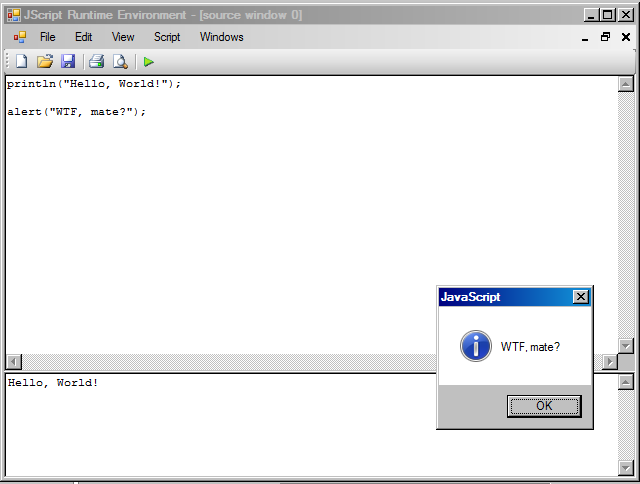 JScript Runtime Environment - [source window 0]
File Edit View Script Windows
println("Hello, World!");
alert("WTF, mate?");
JavaScript
WTF, mate?
OK
Hello, World!